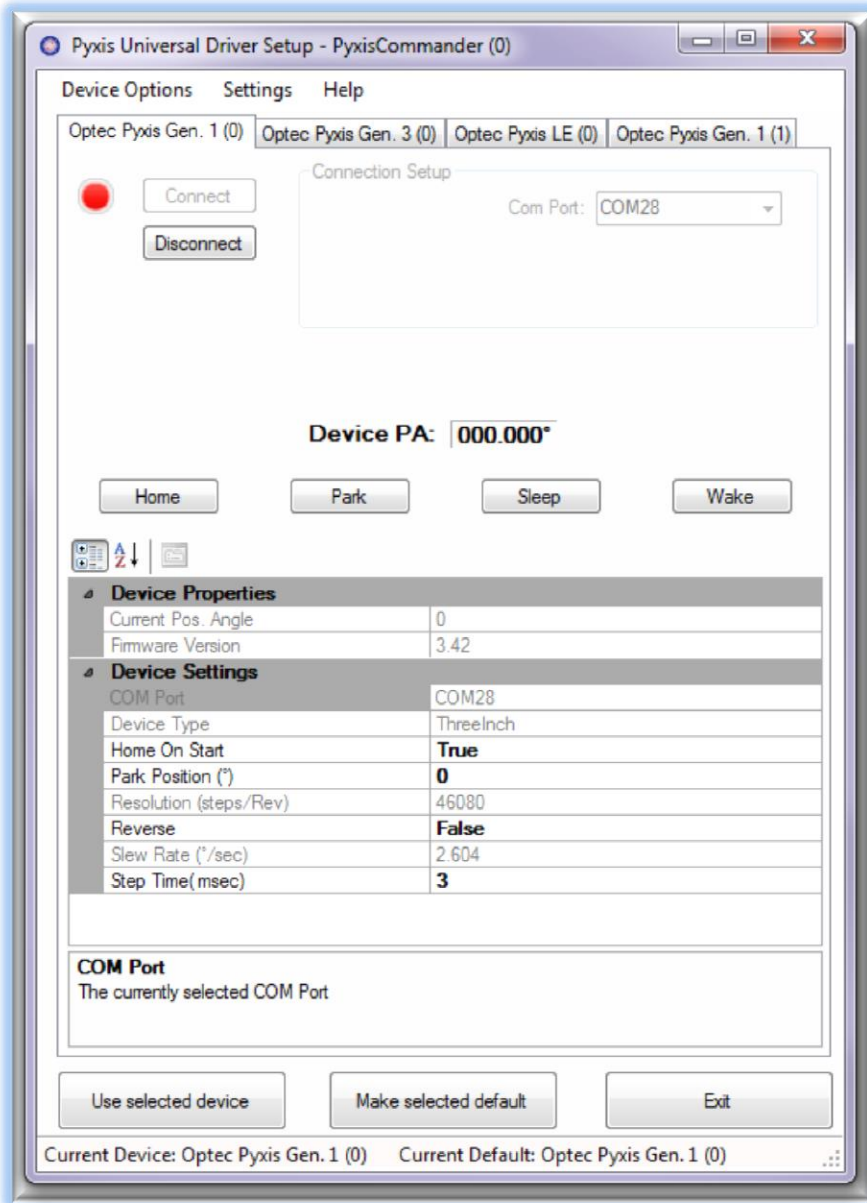 Pyxis Universal Driver Setup - PyxisCommander (0)
Device Options Settings Help
Optec Pyxis Gen. 1 (0) Optec Pyxis Gen. 3 (0) Optec Pyxis LE (0) Optec Pyxis Gen. 1 (1)
Connection Setup
Connect
Com Port: COM28
Disconnect
Device PA: 000.000°
Home Park Sleep Wake
Device Properties
Current Pos. Angle 0
Firmware Version 3.42
Device Settings
COM Port COM28
Device Type ThreeInch
Home On Start True
Park Position (°) 0
Resolution (steps/Rev) 46080
Reverse False
Slew Rate (°/sec) 2.604
Step Time(msec) 3
COM Port
The currently selected COM Port
Use selected device Make selected default Exit
Current Device: Optec Pyxis Gen. 1 (0) Current Default: Optec Pyxis Gen. 1 (0)